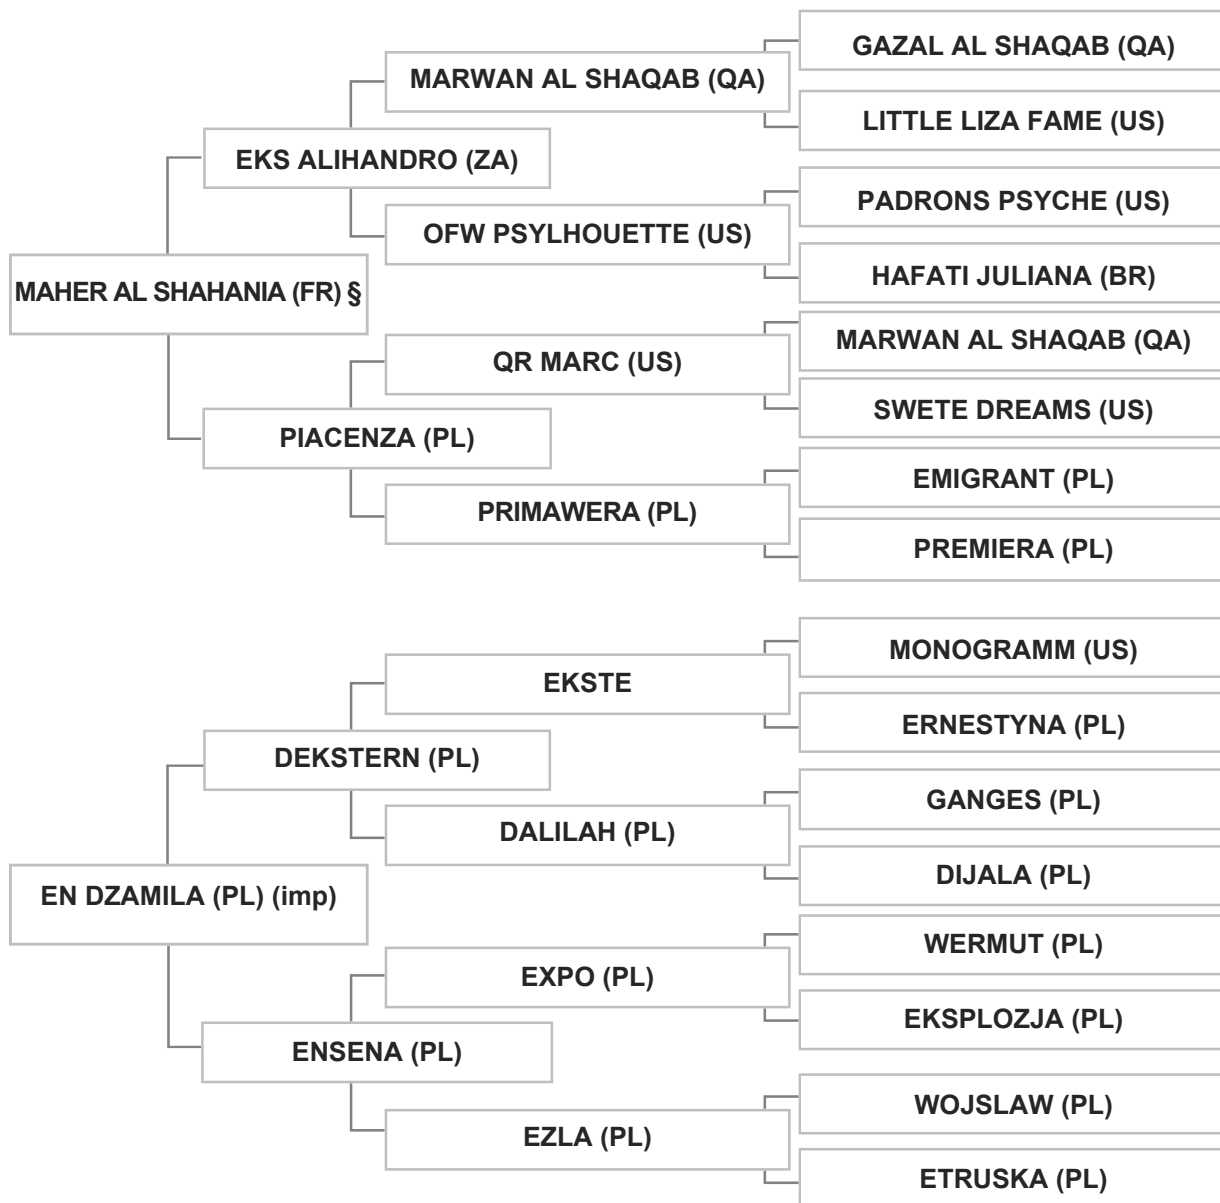 GAZAL AL SHAQAB (QA)
MARWAN AL SHAQAB (QA)
LITTLE LIZA FAME (US)
EKS ALIHANDRO (ZA)
PADRONS PSYCHE (US)
OFW PSYLHOUETTE (US)
HAFATI JULIANA (BR)
MAHER AL SHAHANIA (FR) §
MARWAN AL SHAQAB (QA)
QR MARC (US)
SWETE DREAMS (US)
PIACENZA (PL)
EMIGRANT (PL)
PRIMAWERA (PL)
PREMIERA (PL)
MONOGRAMM (US)
EKSTE
ERNESTYNA (PL)
DEKSTERN (PL)
GANGES (PL)
DALILAH (PL)
DIJALA (PL)
EN DZAMILA (PL) (imp)
WERMUT (PL)
EXPO (PL)
EKSPLOZJA (PL)
ENSENA (PL)
WOJSLAW (PL)
EZLA (PL)
ETRUSKA (PL)